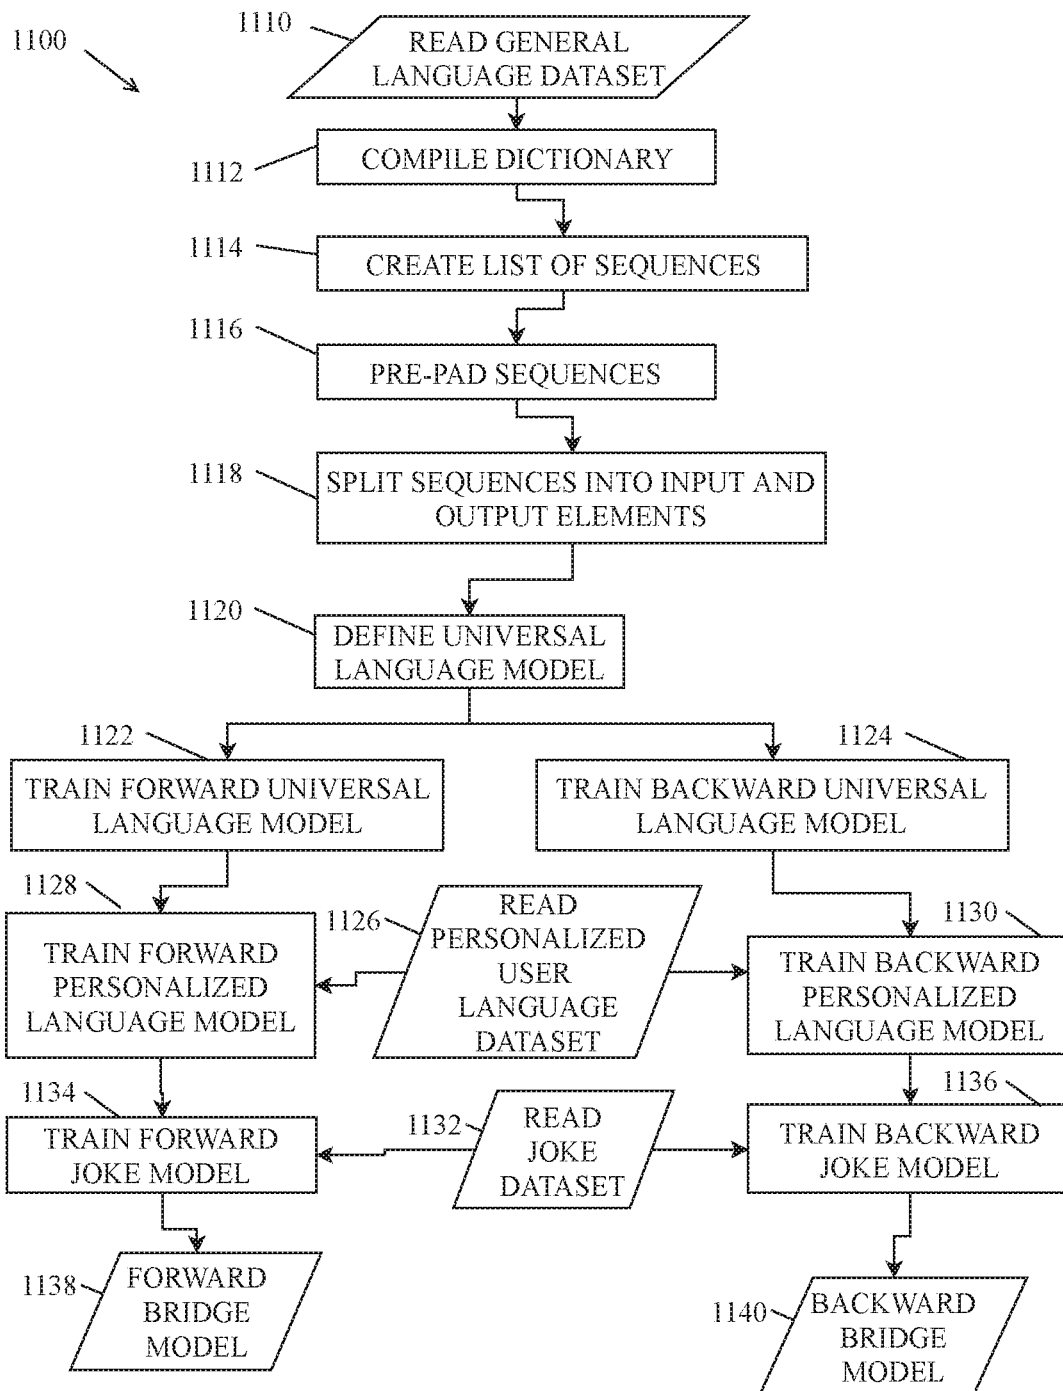 1100
1110
READ GENERAL
LANGUAGE DATASET
1112
COMPILE DICTIONARY
1114
CREATE LIST OF SEQUENCES
1116
PRE-PAD SEQUENCES
1118
SPLIT SEQUENCES INTO INPUT AND
OUTPUT ELEMENTS
1120
DEFINE UNIVERSAL
LANGUAGE MODEL
1122
TRAIN FORWARD UNIVERSAL
LANGUAGE MODEL
1124
TRAIN BACKWARD UNIVERSAL
LANGUAGE MODEL
1128
TRAIN FORWARD
PERSONALIZED
LANGUAGE MODEL
1126
READ
PERSONALIZED
USER
LANGUAGE
DATASET
1130
TRAIN BACKWARD
PERSONALIZED
LANGUAGE MODEL
1134
TRAIN FORWARD
JOKE MODEL
1132
READ
JOKE
DATASET
1136
TRAIN BACKWARD
JOKE MODEL
1138
FORWARD
BRIDGE
MODEL
1140
BACKWARD
BRIDGE
MODEL